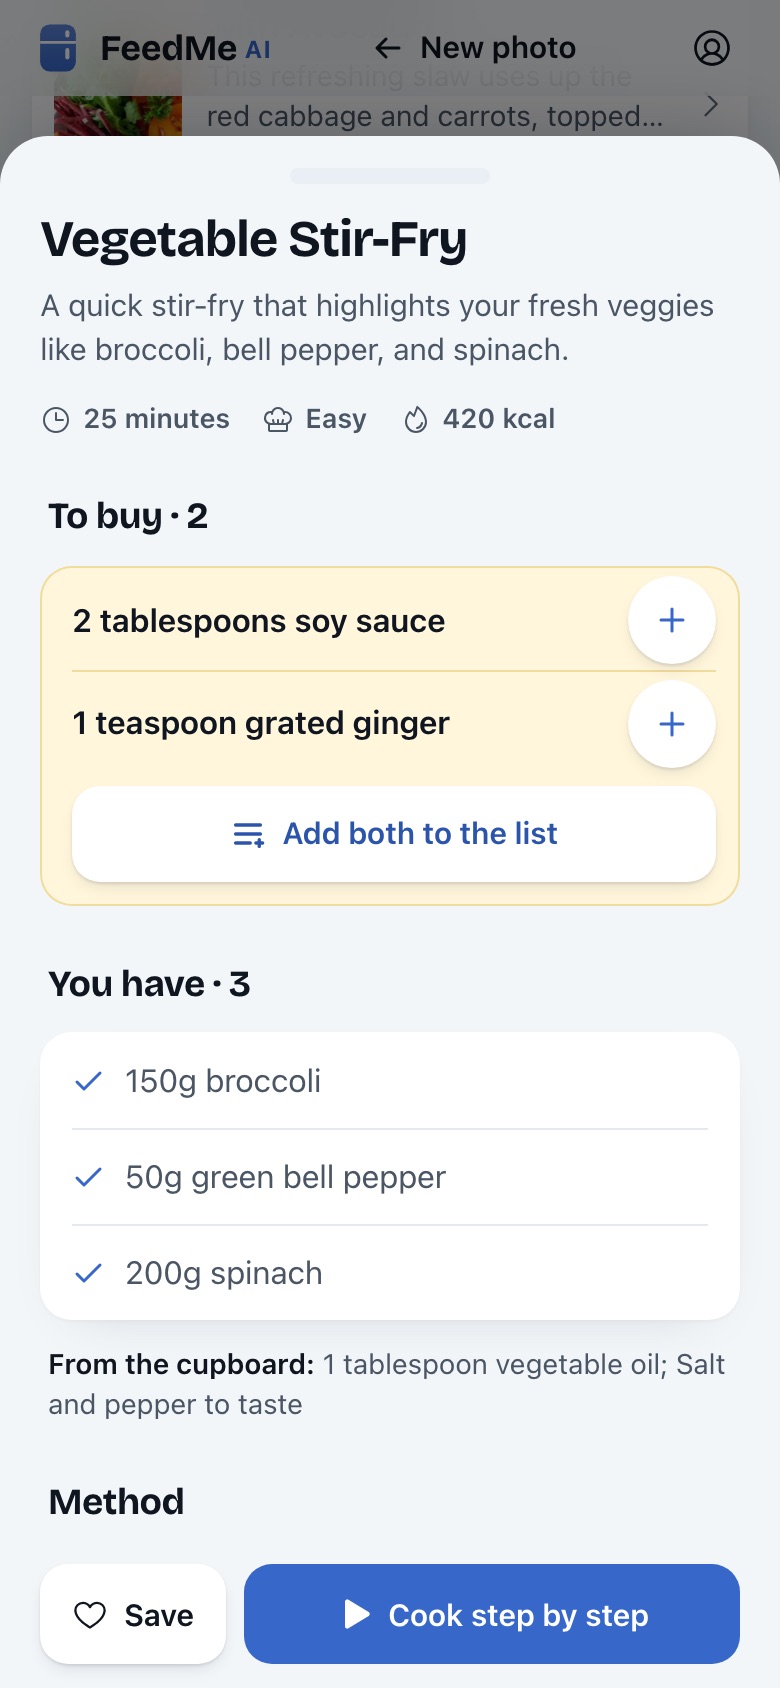 FeedMe AI
New photo
This refreshing slaw uses up the
red cabbage and carrots, topped...
Vegetable Stir-Fry
A quick stir-fry that highlights your fresh veggies
like broccoli, bell pepper, and spinach.
25 minutes Easy 420 kcal
To buy · 2
2 tablespoons soy sauce
1 teaspoon grated ginger
Add both to the list
You have · 3
150g broccoli
50g green bell pepper
200g spinach
From the cupboard: 1 tablespoon vegetable oil; Salt
and pepper to taste
Method
Save
Cook step by step